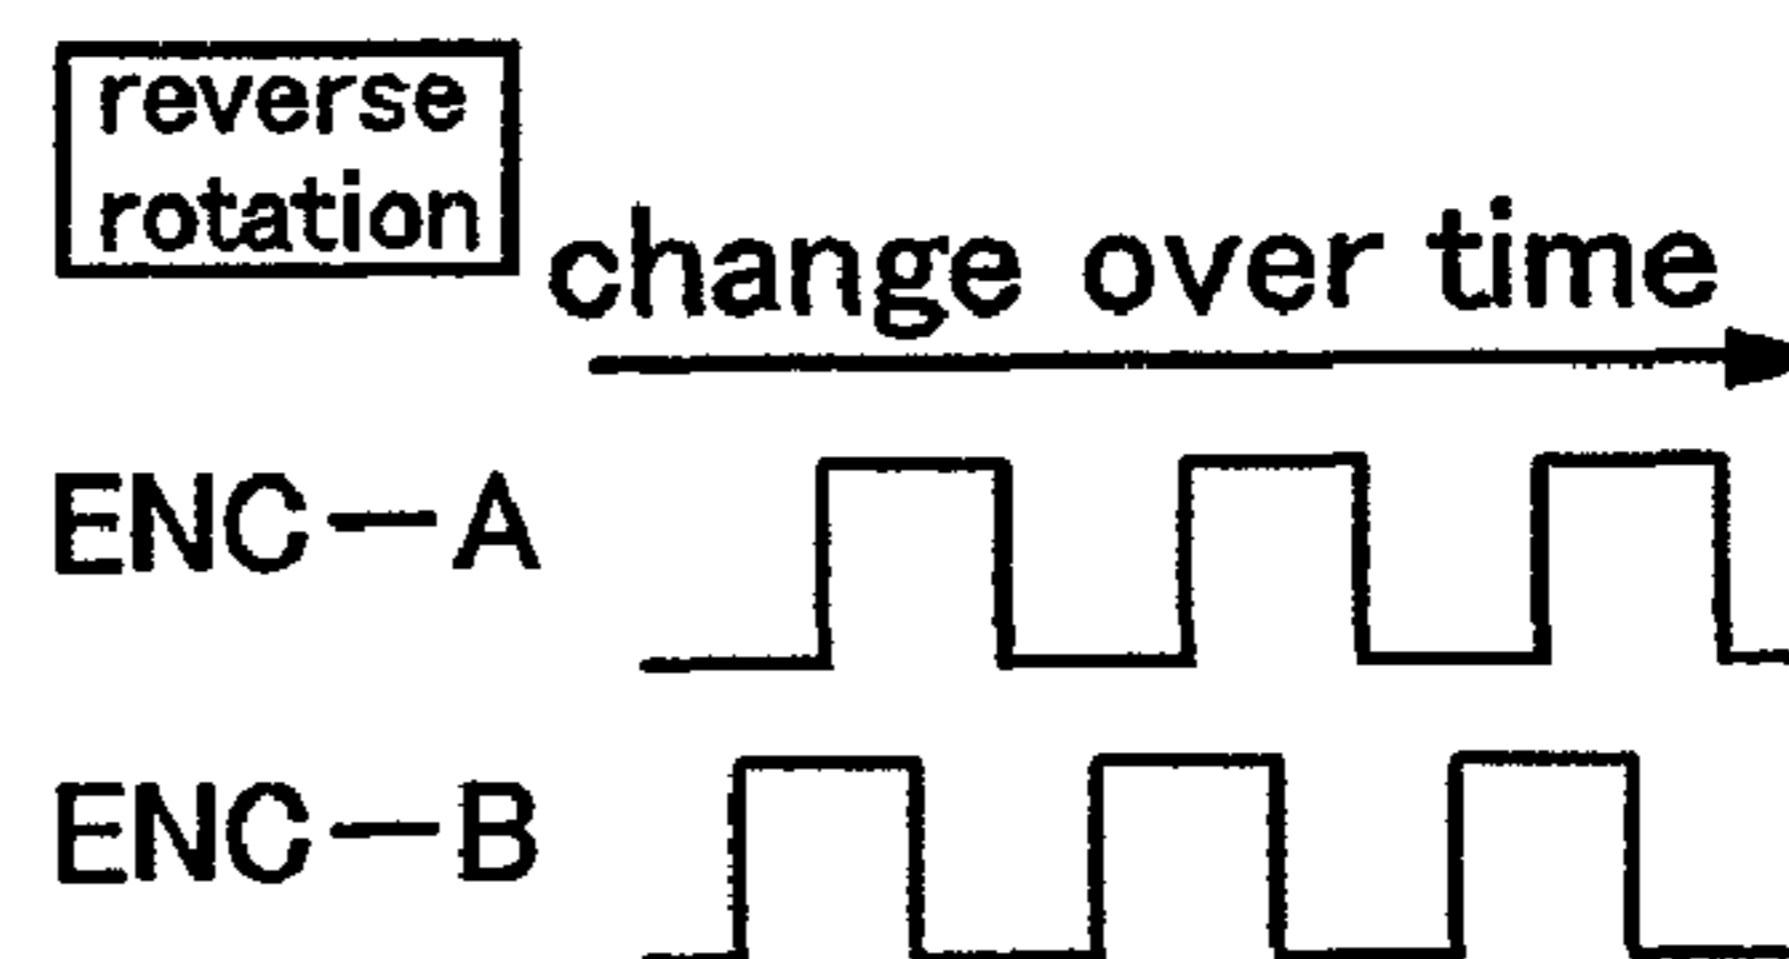 reverse
rotation
change over time
ENC－A
ENC－B